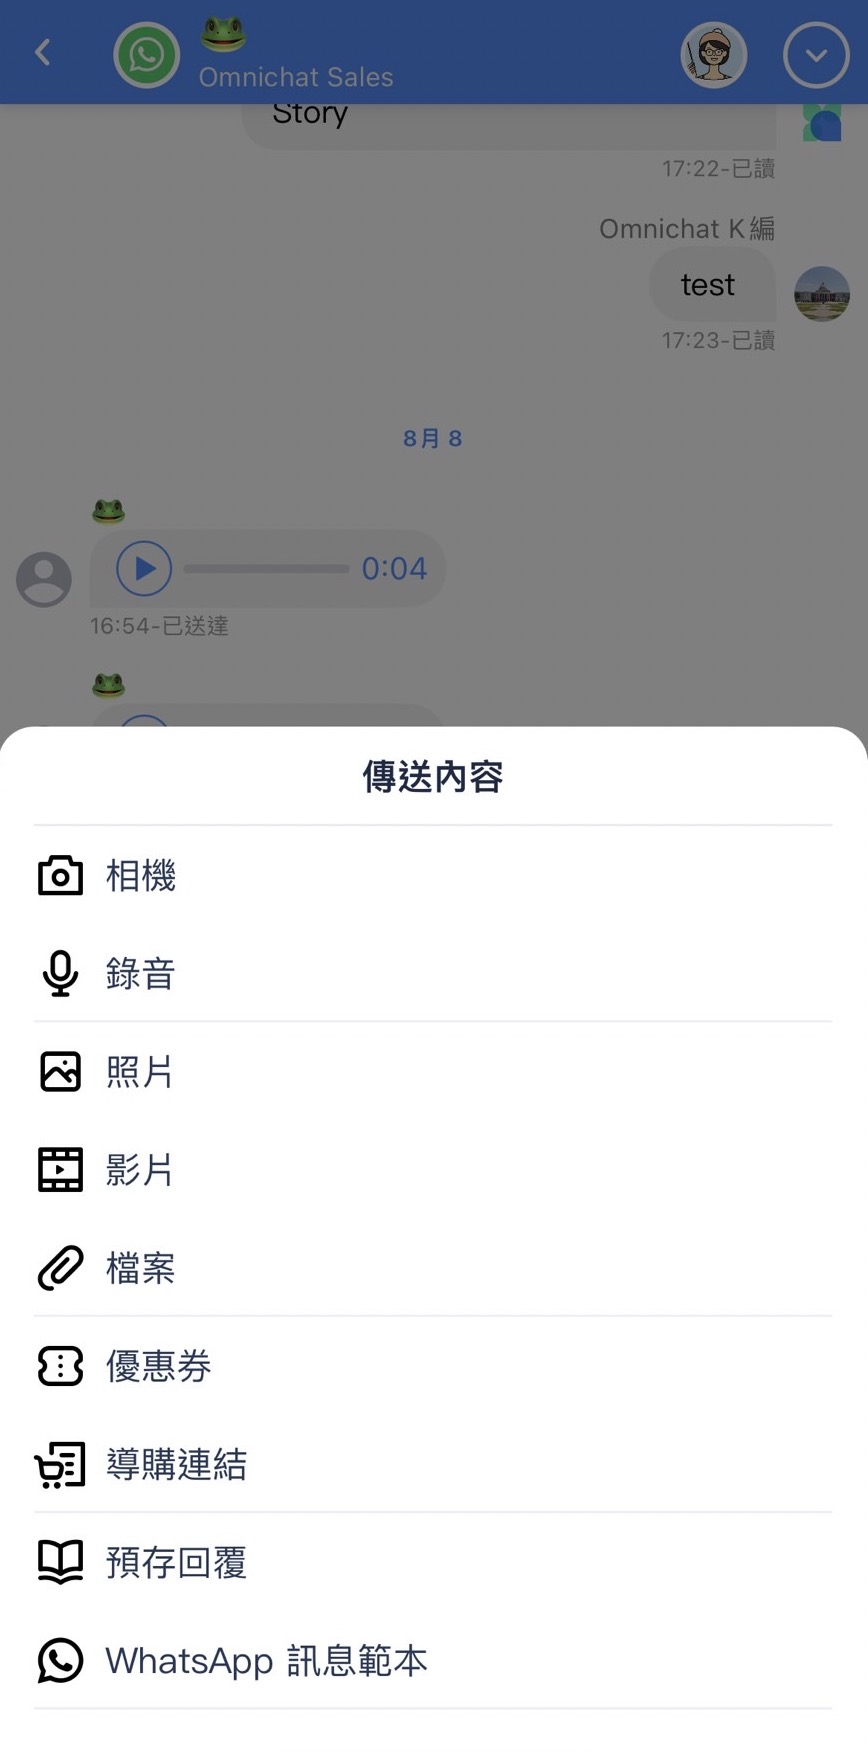 Omnichat Sales
Story
17:22-已讀
Omnichat K編
test
17:23-已讀
8月 8
0:04
16:54-已送達
傳送內容
相機
錄音
照片
影片
檔案
優惠券
導購連結
預存回覆
WhatsApp 訊息範本